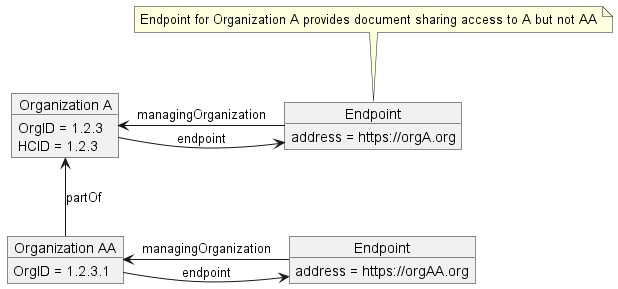 Endpoint for Organization A provides document sharing access to A but not AA
Organization A
OrgID = 1.2.3
HCID = 1.2.3
managingOrganization
endpoint
Endpoint
address = https://orgA.org
partOf
Organization AA
OrgID = 1.2.3.1
managingOrganization
endpoint
Endpoint
address = https://orgAA.org